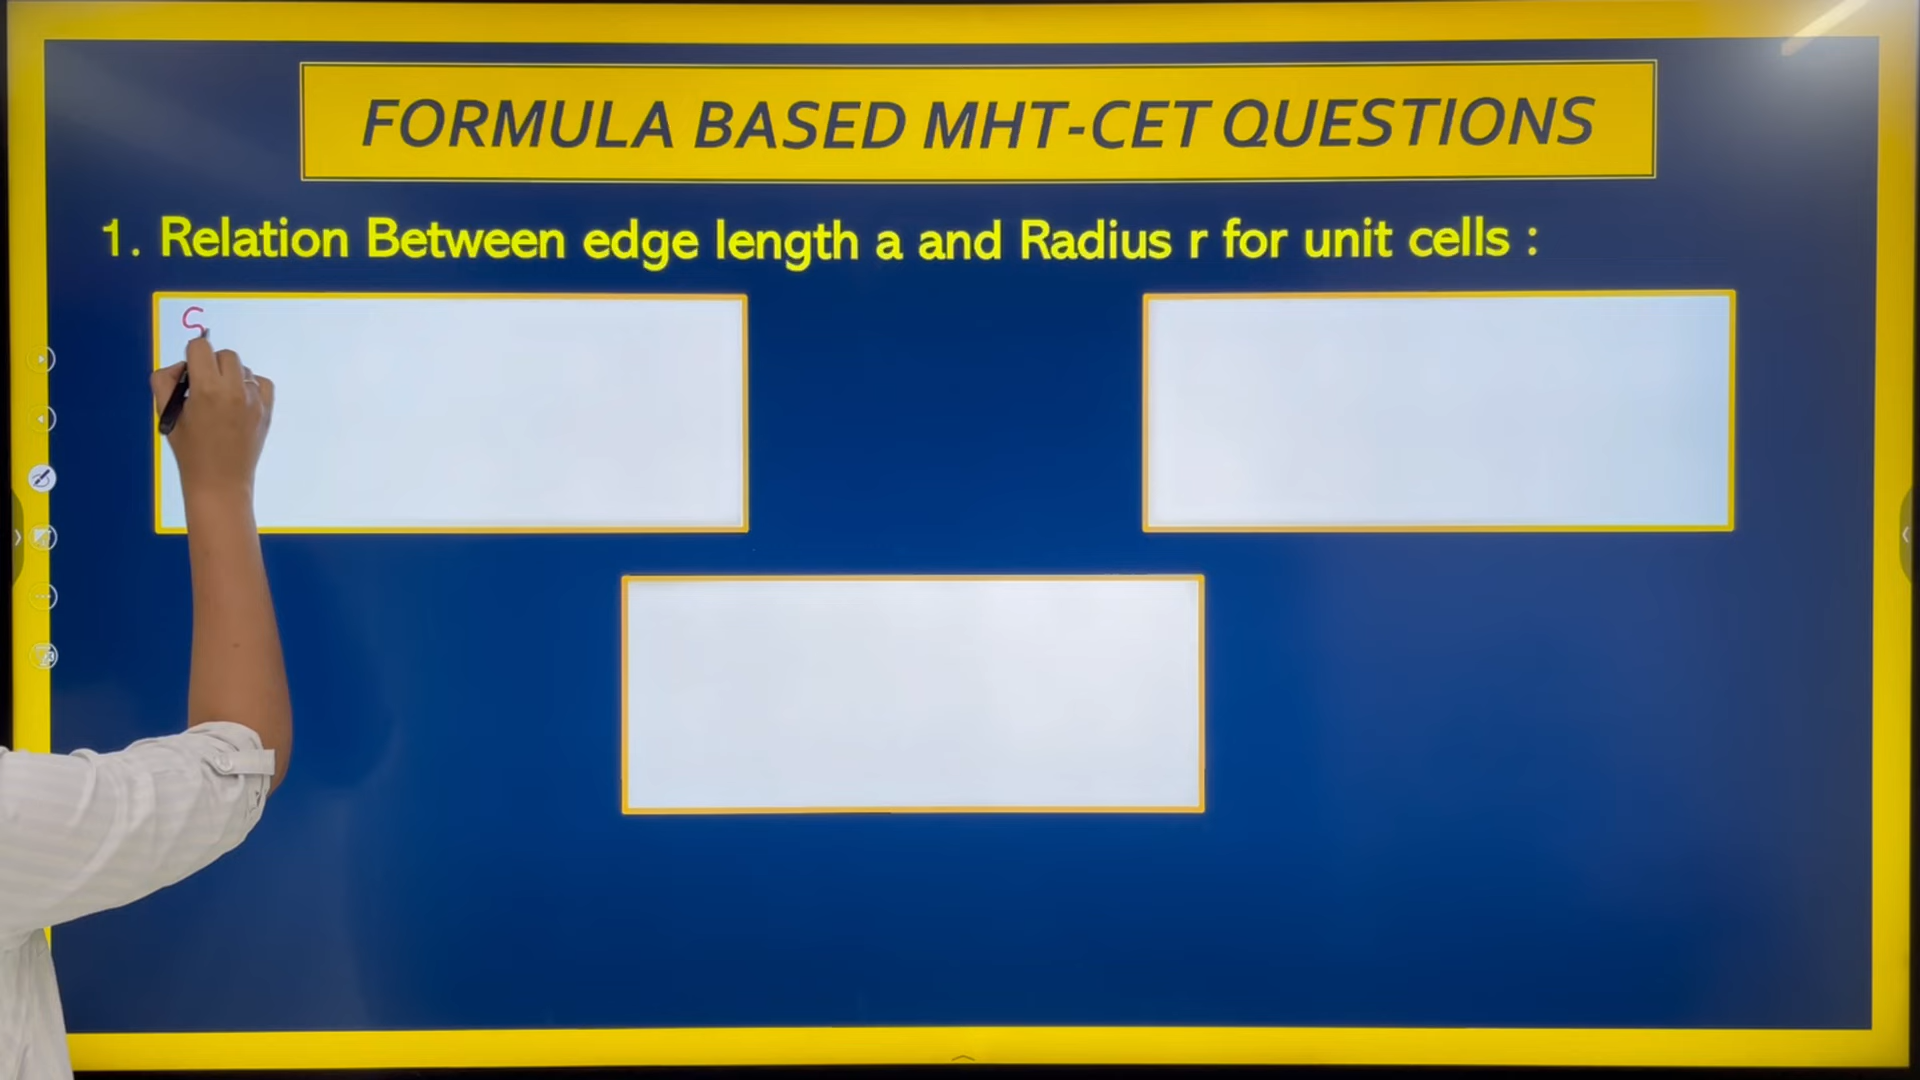 FORMULA BASED MHT-CET QUESTIONS
1. Relation Between edge length a and Radius r for unit cells :
S